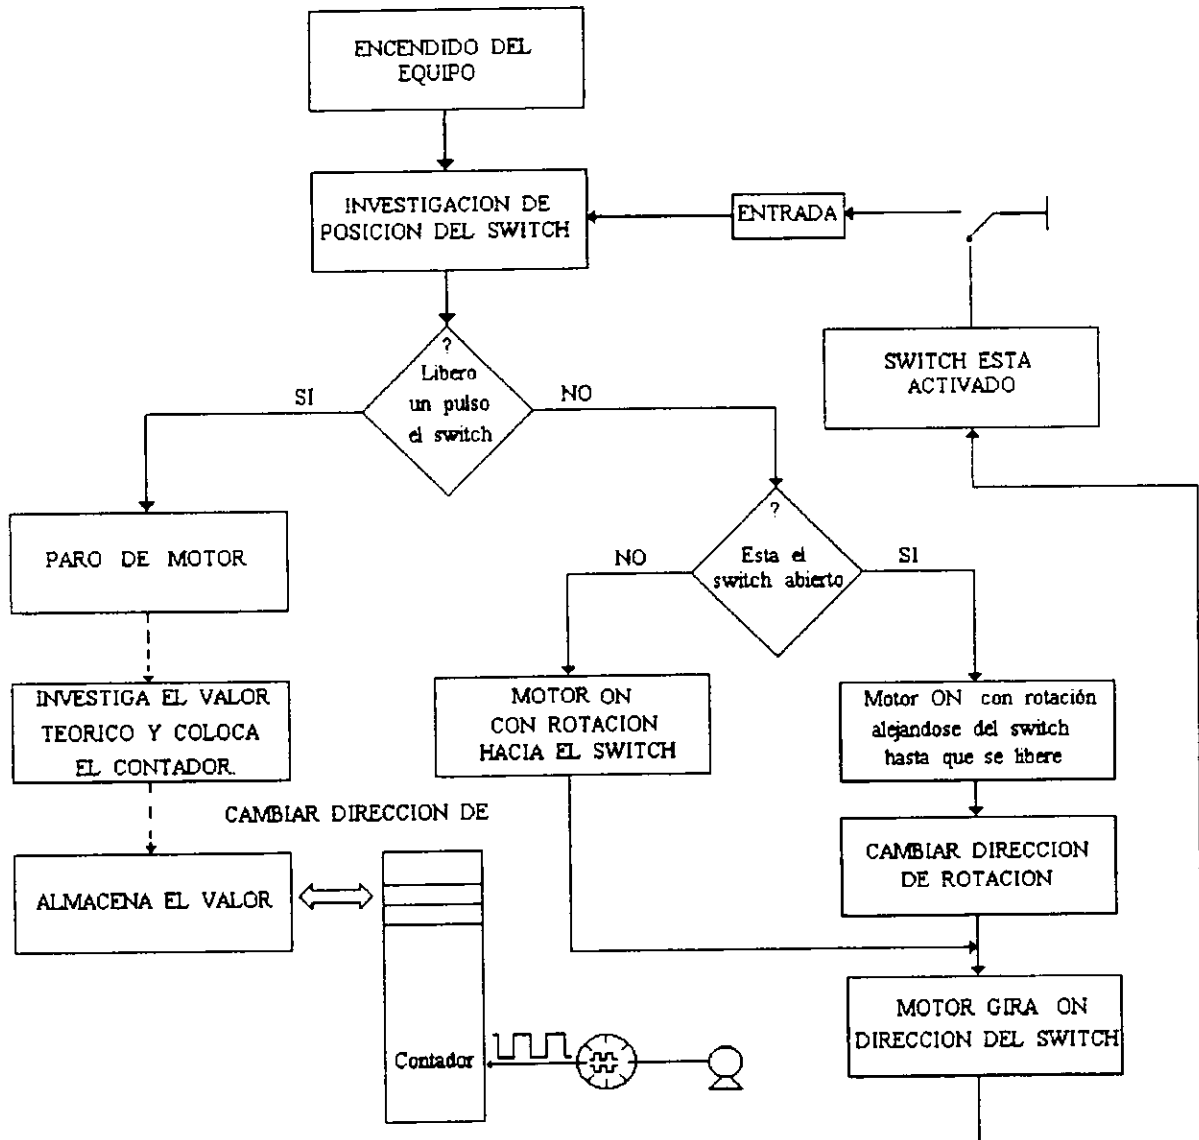 ENCENDIDO DEL
EQUIPO
INVESTIGACION DE
POSICION DEL SWITCH
ENTRADA
SWITCH ESTA
ACTIVADO
?
Libero
un pulso
el switch
SI
NO
PARO DE MOTOR
?
Esta el
switch abierto
NO
SI
INVESTIGA EL VALOR
TEORICO Y COLOCA
EL CONTADOR.
MOTOR ON
CON ROTACION
HACIA EL SWITCH
Motor ON con rotación
alejandose del switch
hasta que se libere
CAMBIAR DIRECCION DE
CAMBIAR DIRECCION
DE ROTACION
ALMACENA EL VALOR
MOTOR GIRA ON
DIRECCION DEL SWITCH
Contador